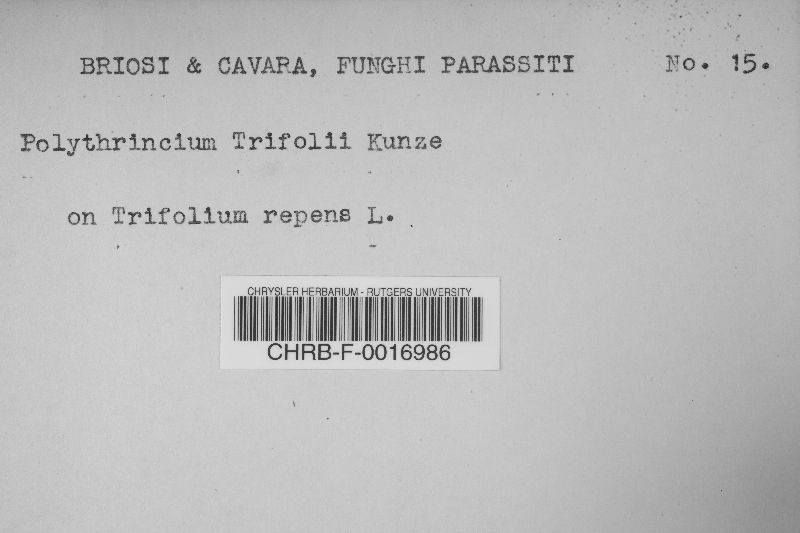 BRIOSI & CAVARA, FUNGHI PARASSITI No. 15.
Polythrincium Trifolii Kunze
on Trifolium repens L.
CHRYSLER HERBARIUM - RUTGERS UNIVERSITY
CHRB-F-0016986